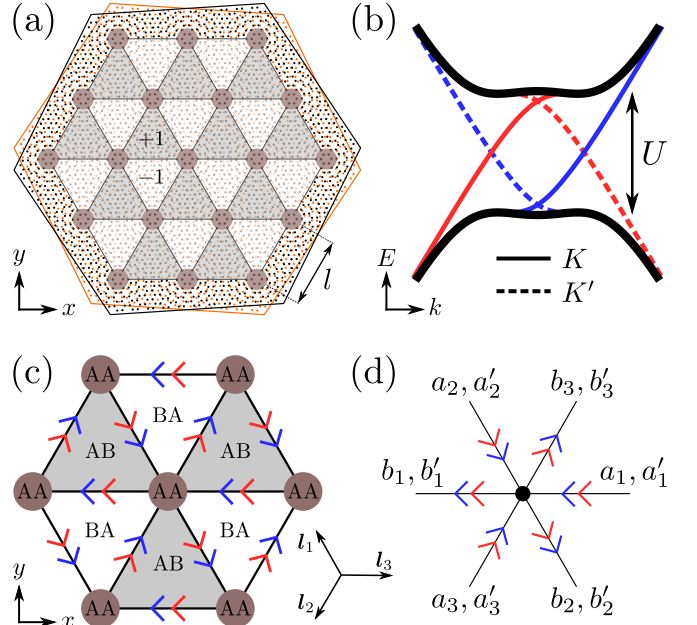 (a)
+1
−1
l
y
x
(b)
U
E
k
K
K′
(c)
AA
AA
BA
AB
AB
AA
AA
AA
BA
BA
AB
AA
AA
y
x
l₁
l₂
l₃
(d)
a₂, a′₂
b₃, b′₃
b₁, b′₁
a₁, a′₁
a₃, a′₃
b₂, b′₂